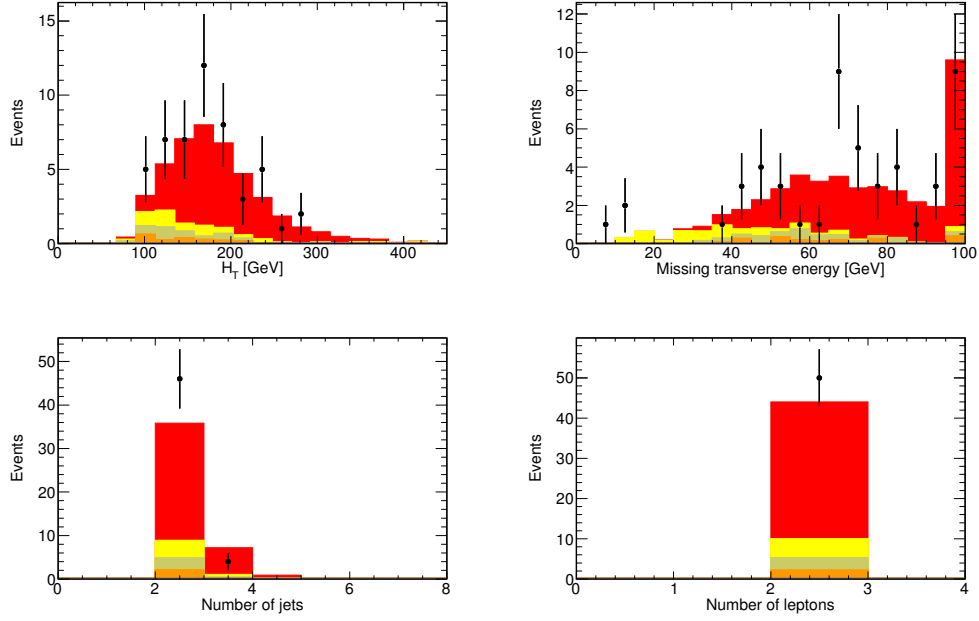 Events
15
10
5
0
0 100 200 300 400
H_T [GeV]
Events
12
10
8
6
4
2
0
0 20 40 60 80 100
Missing transverse energy [GeV]
Events
50
40
30
20
10
0
0 2 4 6 8
Number of jets
Events
50
40
30
20
10
0
0 1 2 3 4
Number of leptons